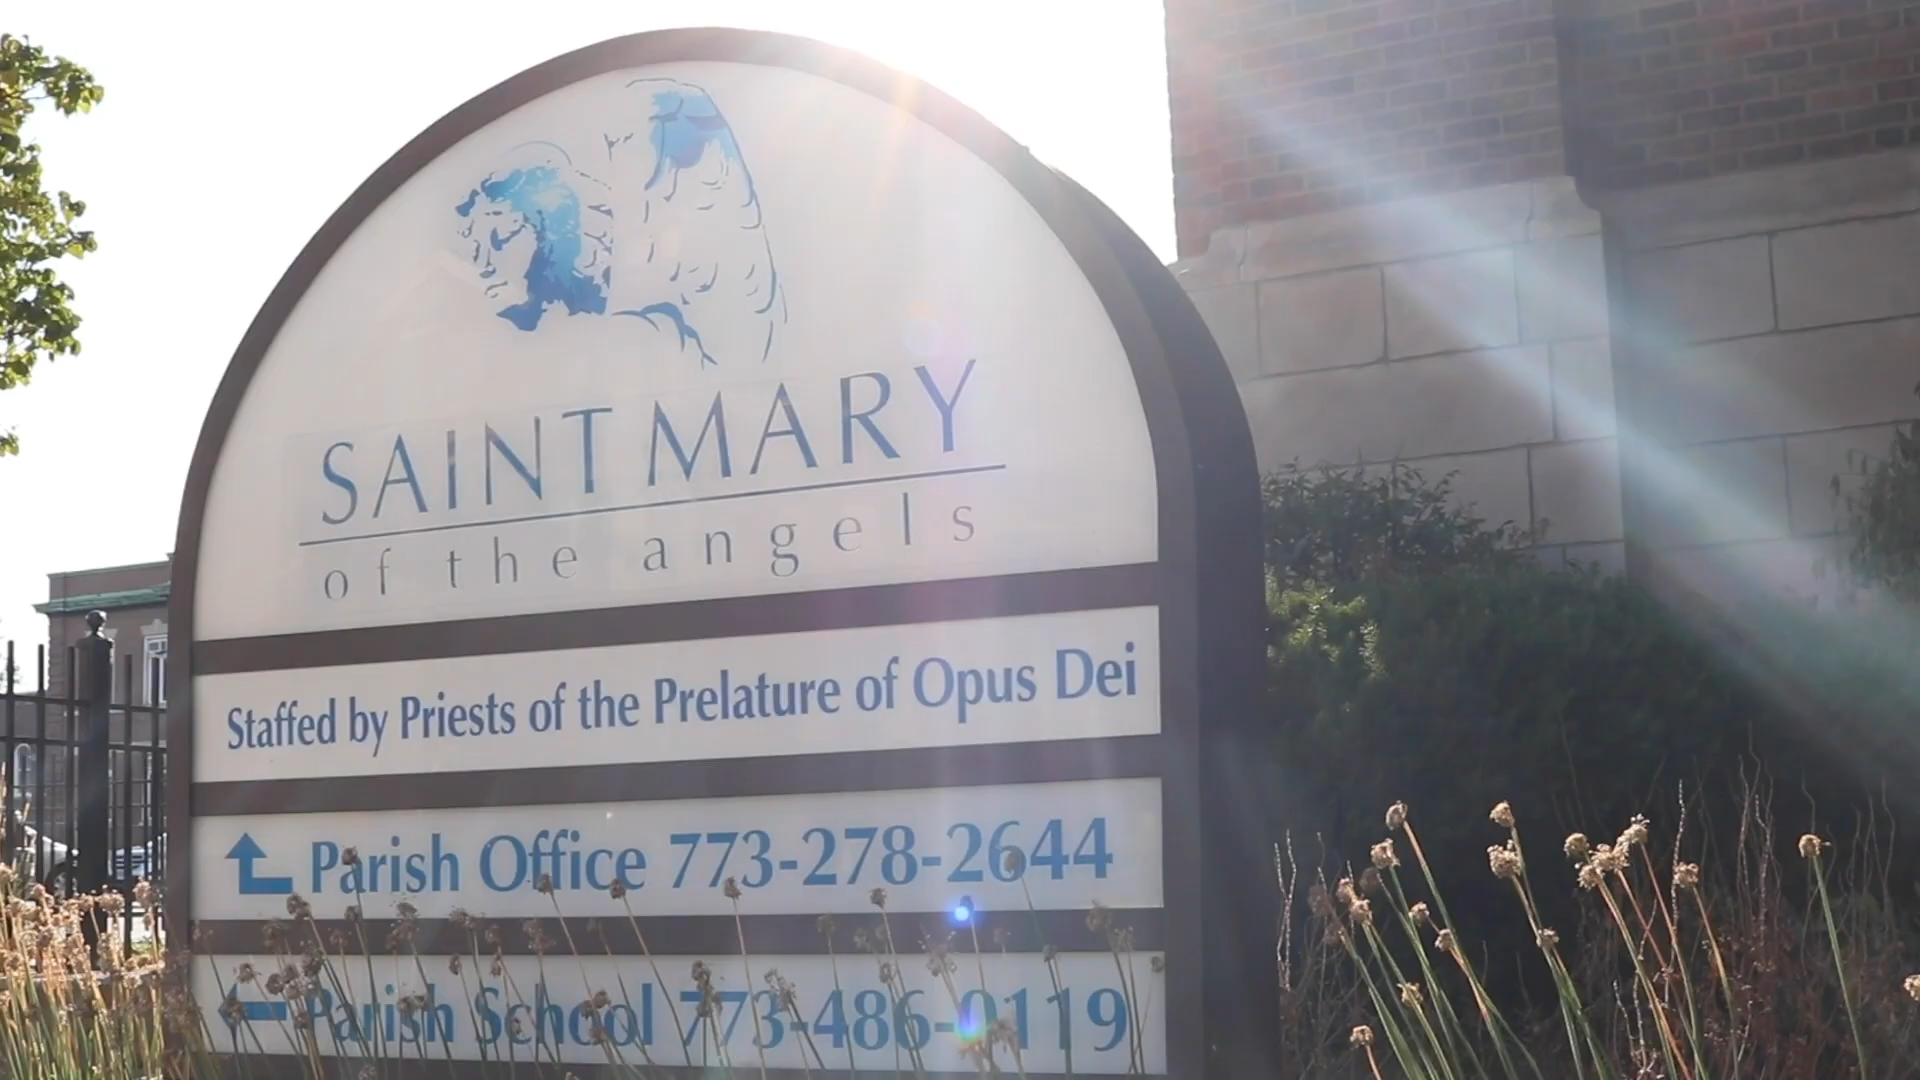 SAINT MARY
of the angels
Staffed by Priests of the Prelature of Opus Dei
Parish Office 773-278-2644
Parish School 773-486-0119